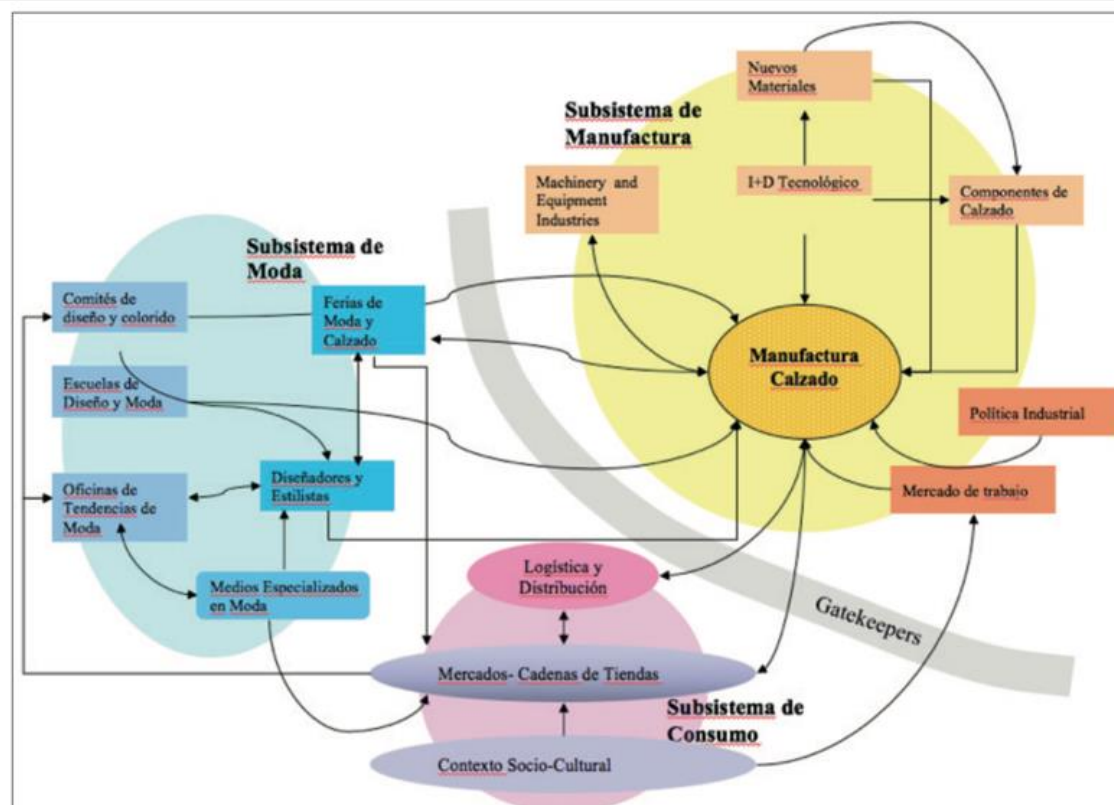 Nuevos
Materiales
Subsistema de
Manufactura
Machinery and
Equipment
Industries
I+D Tecnológico
Componentes de
Calzado
Subsistema de
Moda
Comités de
diseño y colorido
Ferias de
Moda y
Calzado
Manufactura
Calzado
Escuelas de
Diseño y Moda
Política Industrial
Diseñadores y
Estilistas
Oficinas de
Tendencias de
Moda
Mercado de trabajo
Logística y
Distribución
Medios Especializados
en Moda
Gatekeepers
Mercados- Cadenas de Tiendas
Subsistema de
Consumo
Contexto Socio-Cultural